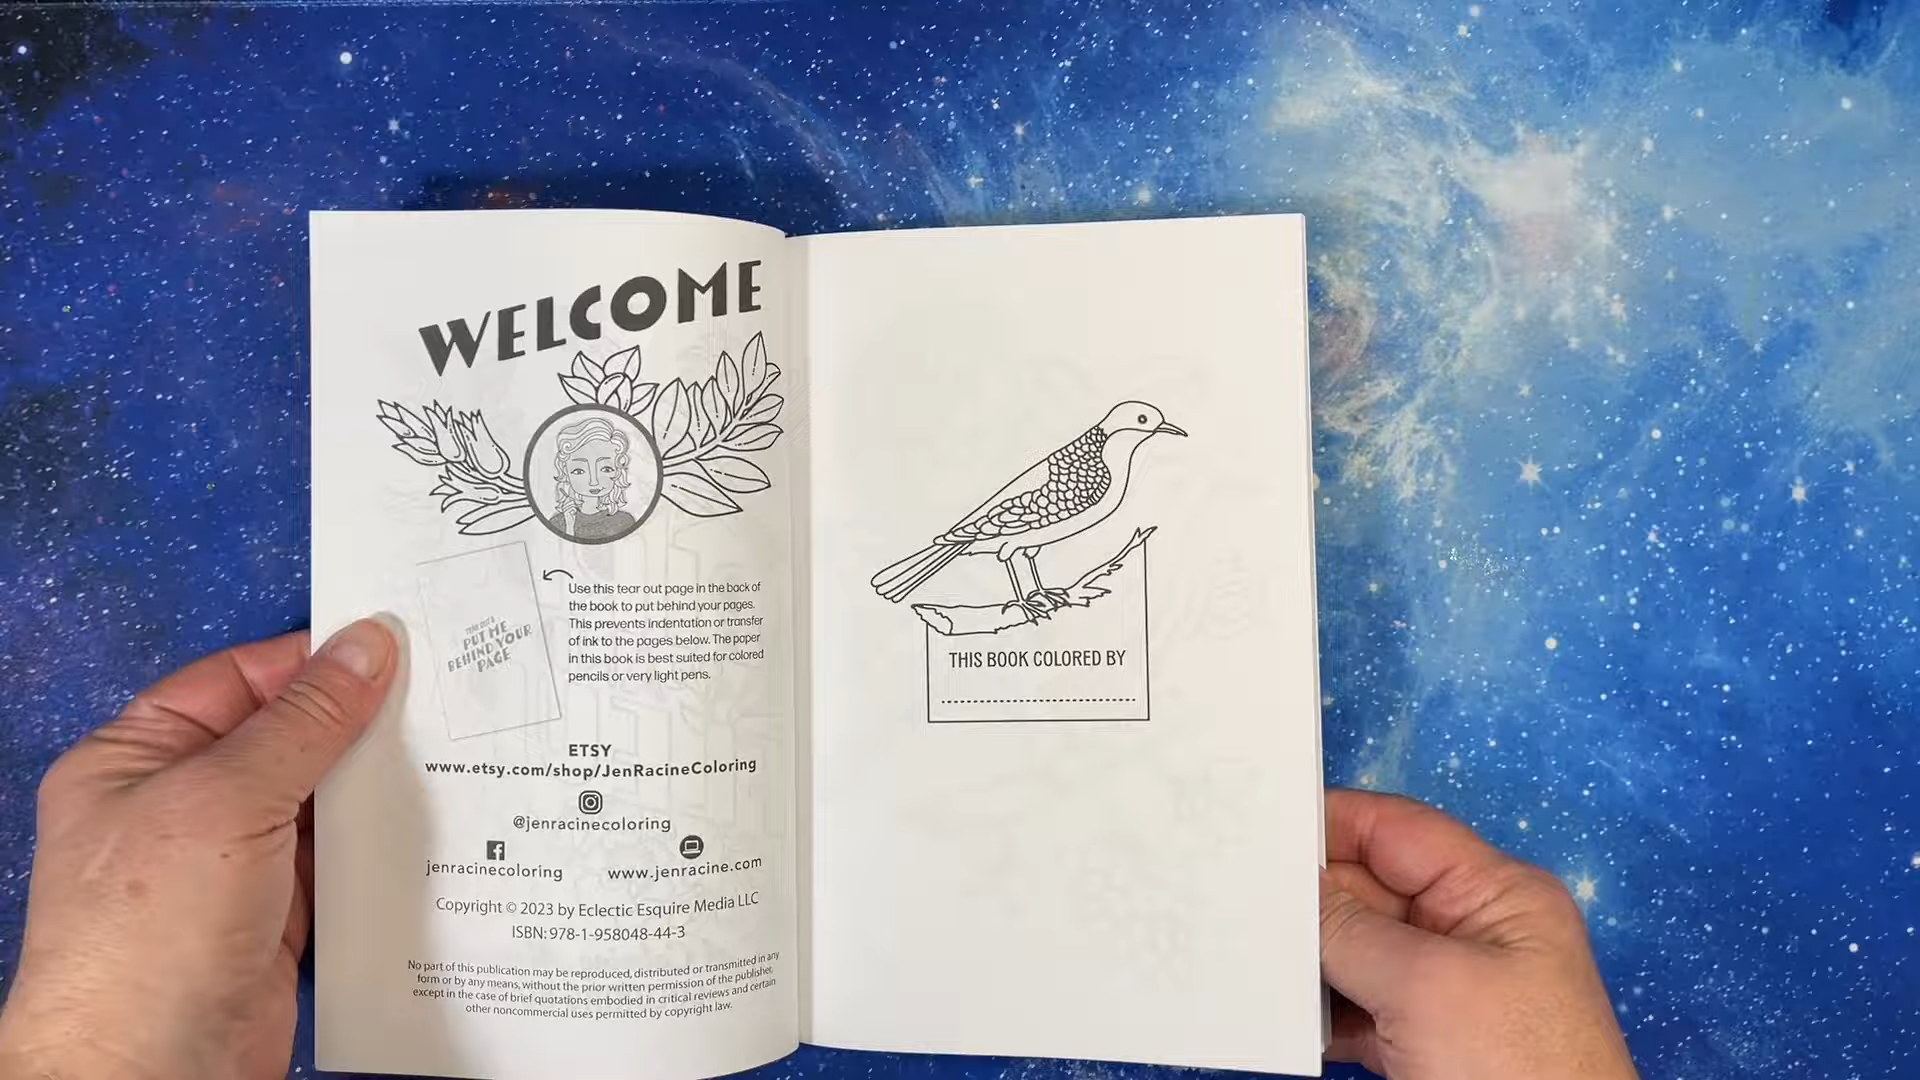 WELCOME
Use this tear out page in the back of
the book to put behind your pages.
This prevents indentation or transfer
of ink to the pages below. The paper
in this book is best suited for colored
pencils or very light pens.
TEAR OUT &
PUT ME
BEHIND YOUR
PAGE
ETSY
www.etsy.com/shop/JenRacineColoring
@jenracinecoloring
jenracinecoloring
www.jenracine.com
Copyright © 2023 by Eclectic Esquire Media LLC
ISBN: 978-1-958048-44-3
No part of this publication may be reproduced, distributed or transmitted in any
form or by any means, without the prior written permission of the publisher,
except in the case of brief quotations embodied in critical reviews and certain
other noncommercial uses permitted by copyright law.
THIS BOOK COLORED BY